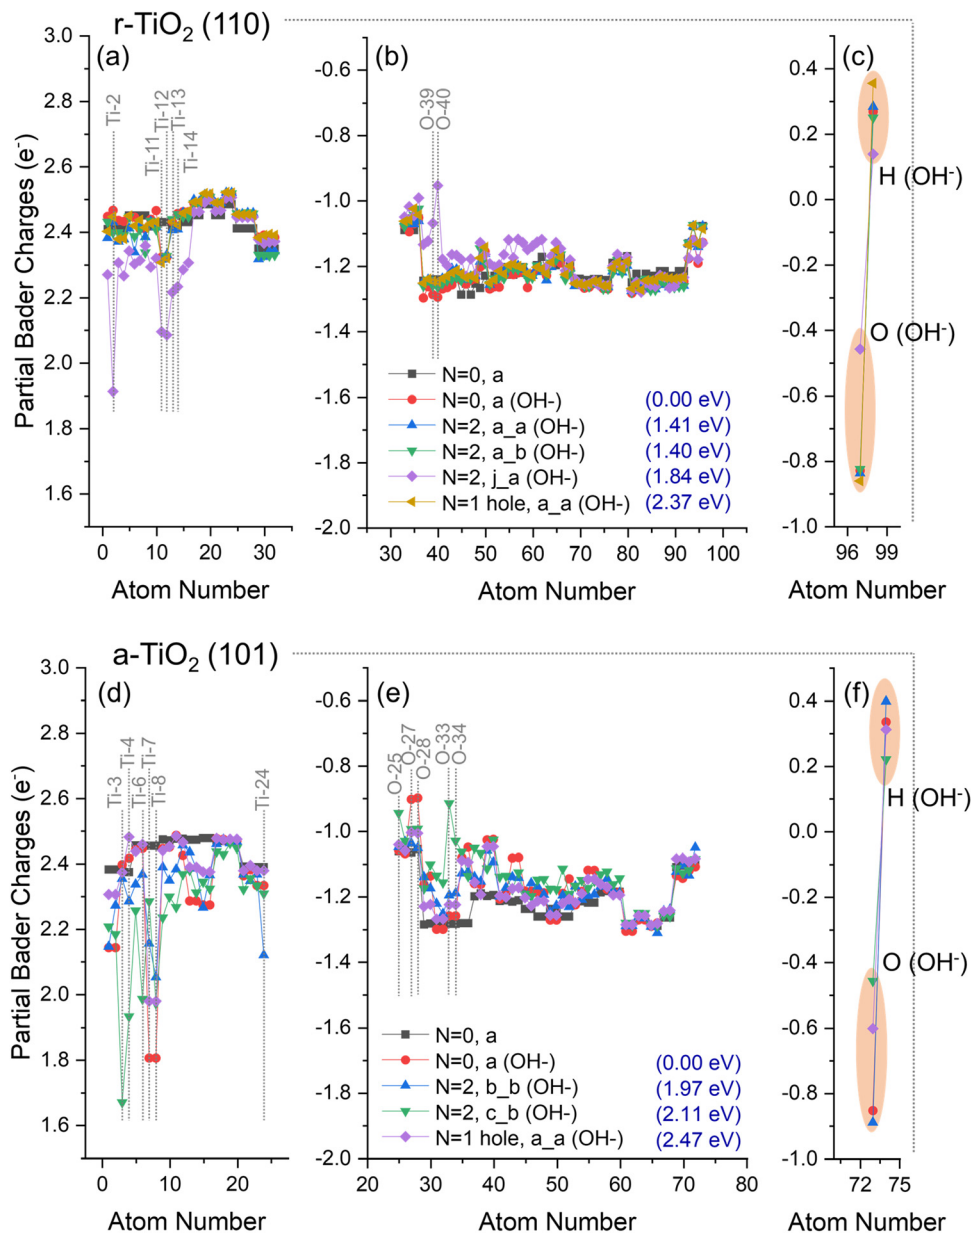 r-TiO₂ (110)
(a)
(b)
(c)
Partial Bader Charges (e⁻)
3.0
2.8
2.6
2.4
2.2
2.0
1.8
1.6
Ti-2
Ti-11
Ti-12
Ti-13
Ti-14
0 10 20 30
Atom Number
-0.6
-0.8
-1.0
-1.2
-1.4
-1.6
-1.8
-2.0
O-39
O-40
N=0, a
N=0, a (OH-) (0.00 eV)
N=2, a_a (OH-) (1.41 eV)
N=2, a_b (OH-) (1.40 eV)
N=2, j_a (OH-) (1.84 eV)
N=1 hole, a_a (OH-) (2.37 eV)
30 40 50 60 70 80 90 100
Atom Number
0.4
0.2
0.0
-0.2
-0.4
-0.6
-0.8
-1.0
H (OH⁻)
O (OH⁻)
96 99
Atom Number
a-TiO₂ (101)
(d)
(e)
(f)
Partial Bader Charges (e⁻)
3.0
2.8
2.6
2.4
2.2
2.0
1.8
1.6
Ti-3
Ti-4
Ti-6
Ti-7
Ti-8
Ti-24
0 10 20
Atom Number
-0.6
-0.8
-1.0
-1.2
-1.4
-1.6
-1.8
-2.0
O-25
O-27
O-28
O-33
O-34
N=0, a
N=0, a (OH-) (0.00 eV)
N=2, b_b (OH-) (1.97 eV)
N=2, c_b (OH-) (2.11 eV)
N=1 hole, a_a (OH-) (2.47 eV)
20 30 40 50 60 70 80
Atom Number
0.4
0.2
0.0
-0.2
-0.4
-0.6
-0.8
-1.0
H (OH⁻)
O (OH⁻)
72 75
Atom Number